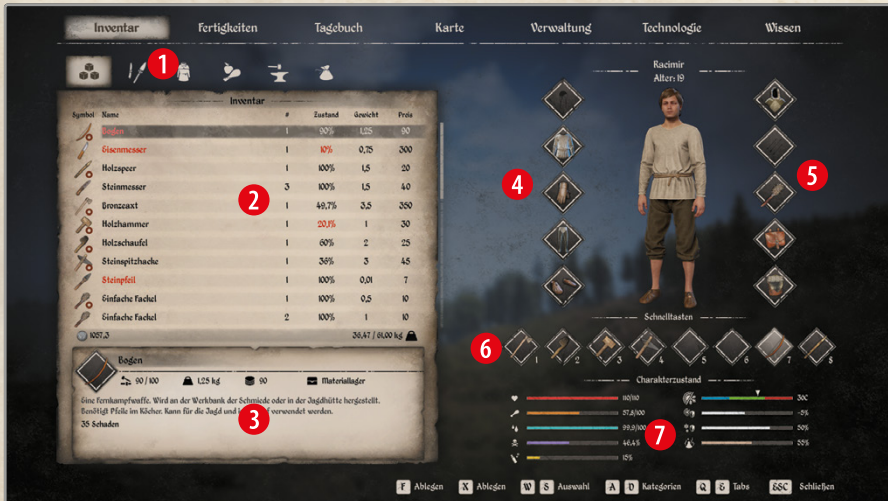 Inventar Fertigkeiten Tagebuch Karte Verwaltung Technologie Wissen
1
Inventar
Symbol Name # Zustand Gewicht Preis
Bogen 1 90% 1,25 90
Eisenmesser 1 10% 0,75 300
Holzspeer 1 100% 1,5 20
Steinmesser 3 100% 1,5 40
Bronzeaxt 1 49,7% 3,5 350
Holzhammer 1 20,1% 1 30
Holzschaufel 1 60% 2 25
Steinspitzhacke 1 36% 3 45
Steinpfeil 1 100% 0,01 7
Einfache Fackel 1 100% 0,5 10
Einfache Fackel 2 100% 1 10
1027,3 36,47 / 61,00 kg
2
Bogen
90 / 100 1,25 kg 90 Materiallager
Eine Fernkampfwaffe. Wird an der Werkbank der Schmiede oder in der Jagdhütte hergestellt.
Benötigt Pfeile im Köcher. Kann für die Jagd und verwendet werden.
35 Schaden
3
Racimir
Alter: 19
4
5
Schnelltasten
6
1 2 3 4 5 6 7 8
Charakterzustand
110/110 30C
57,8/100 -5%
99,9/100 50%
46,4% 55%
15%
7
F Ablegen X Ablegen W S Auswahl A D Kategorien Q E Tabs ESC Schließen